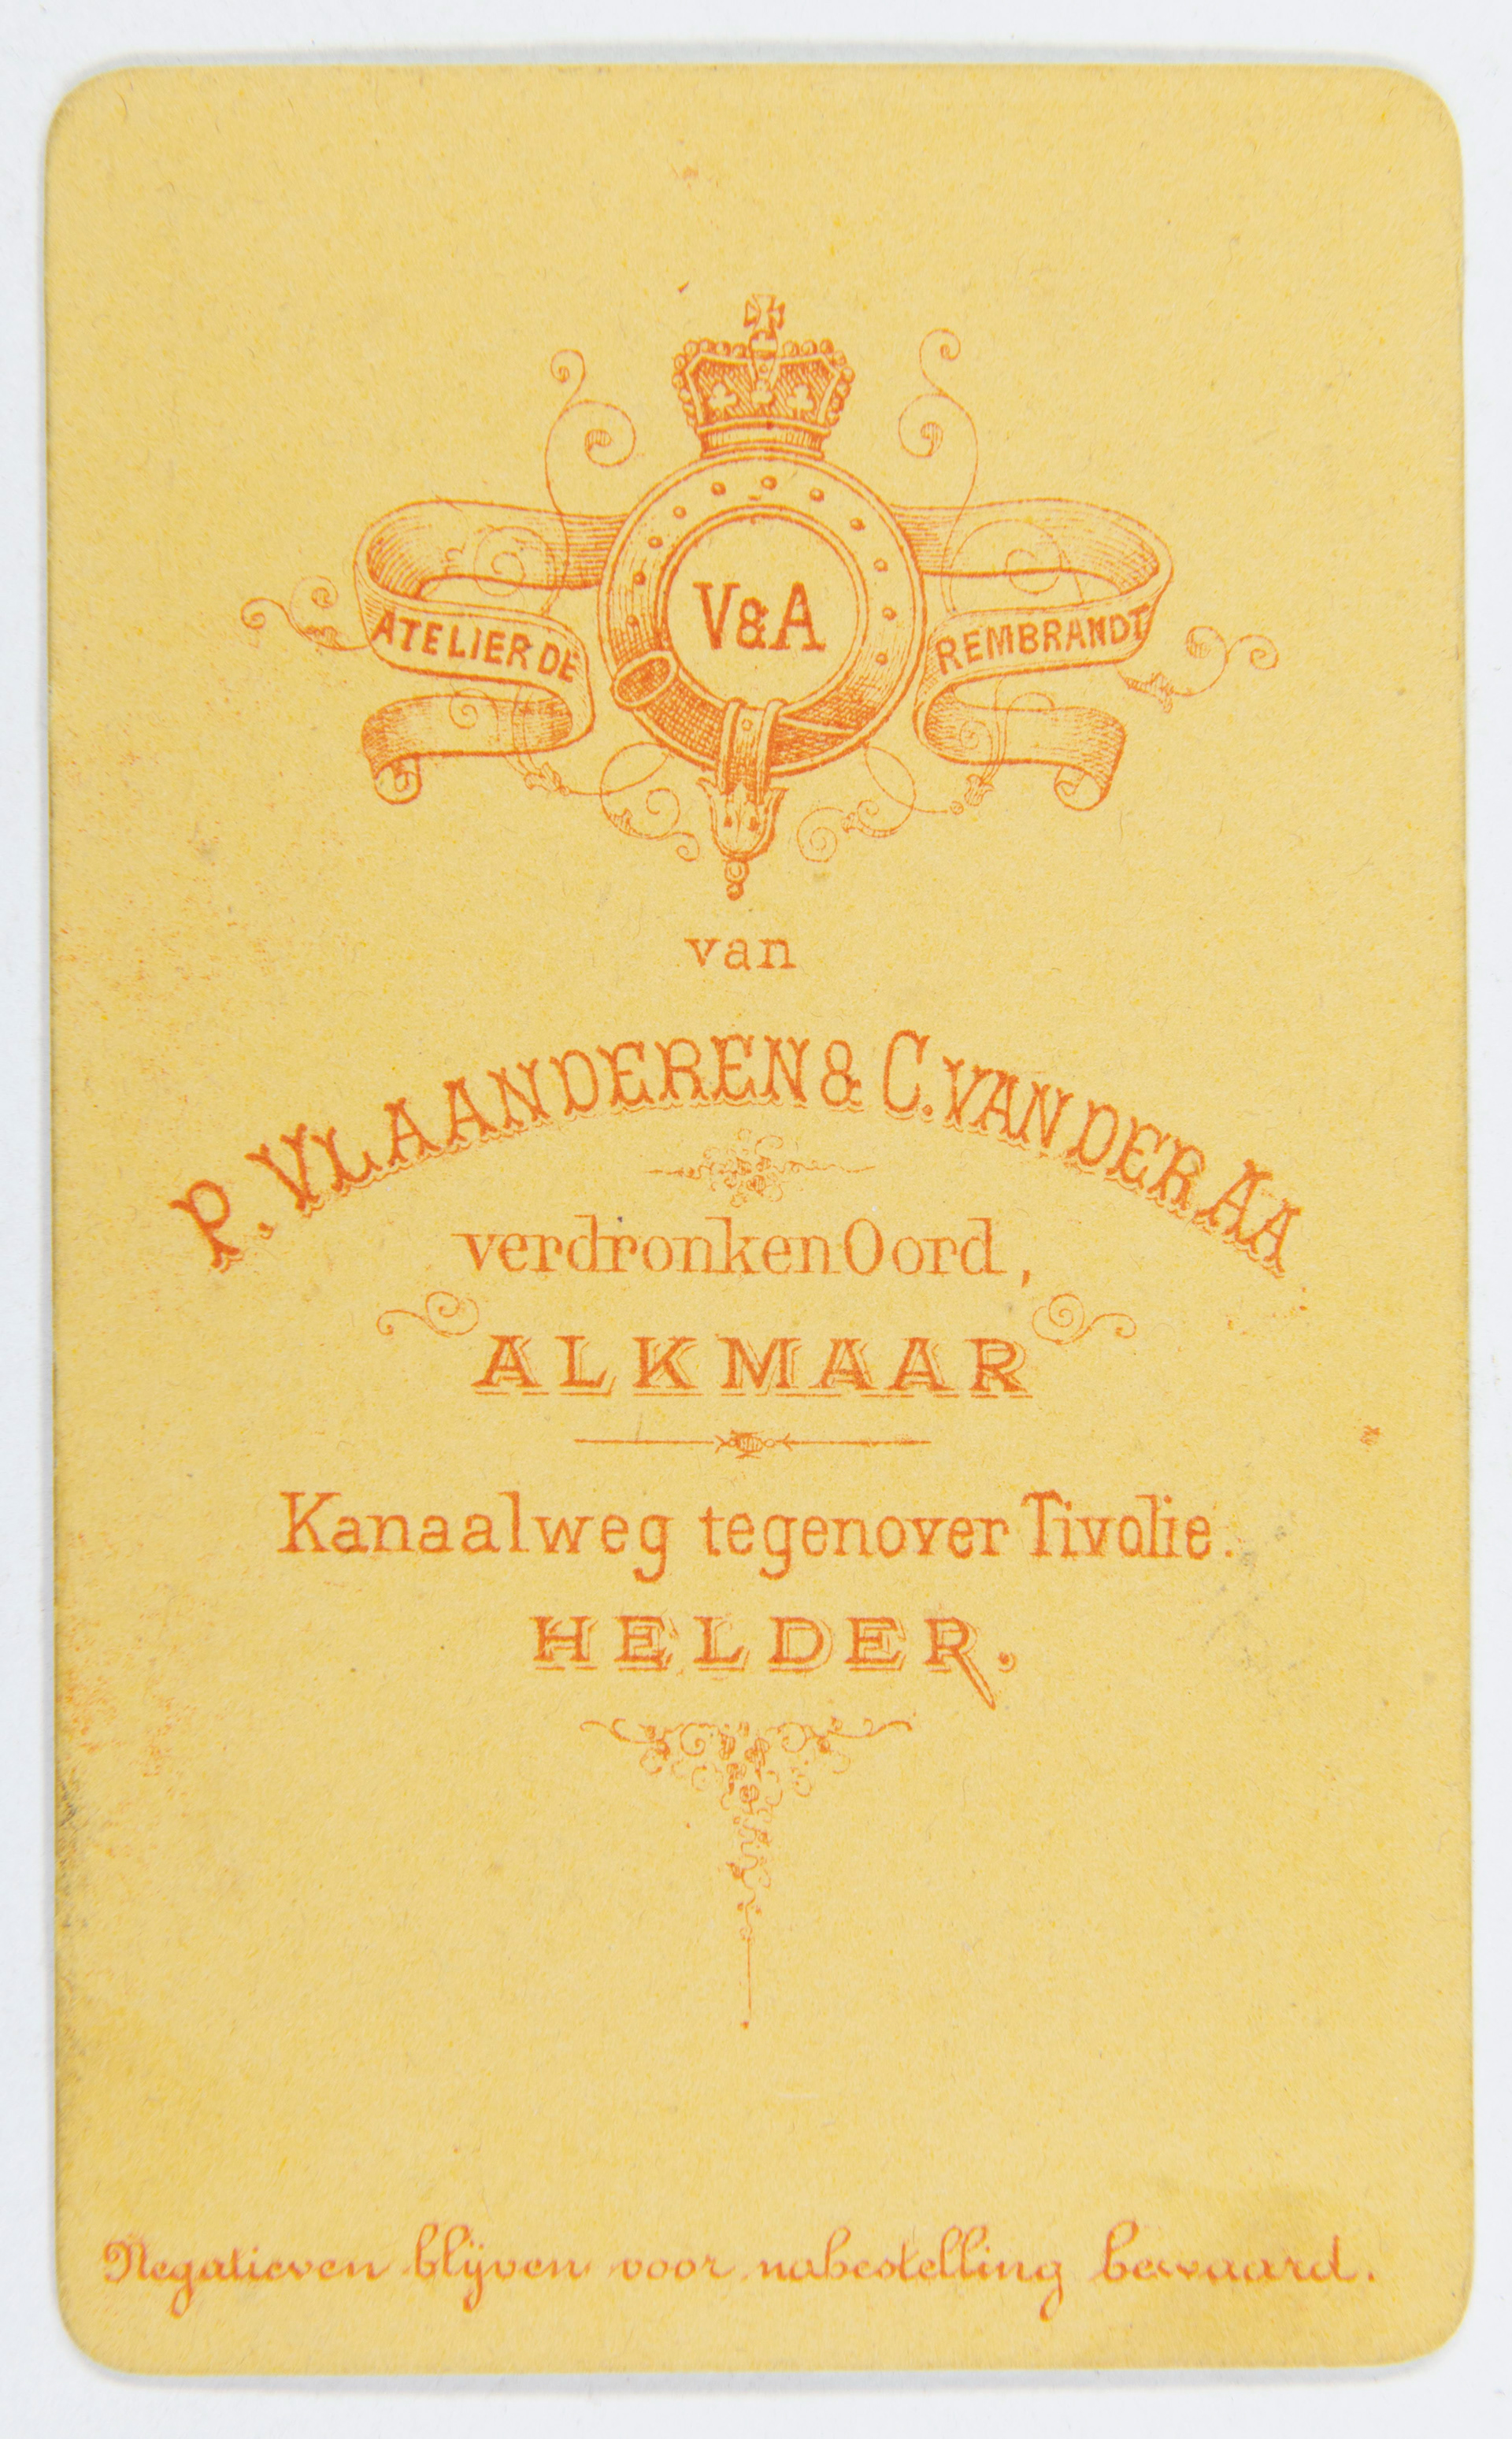 ATELIER DE
V&A
REMBRANDT
van
P. VLAANDEREN & C. VAN DER AA
verdronken Oord,
ALKMAAR
Kanaalweg tegenover Tivolie.
HELDER.
Negatieven blijven voor nabestelling bewaard.